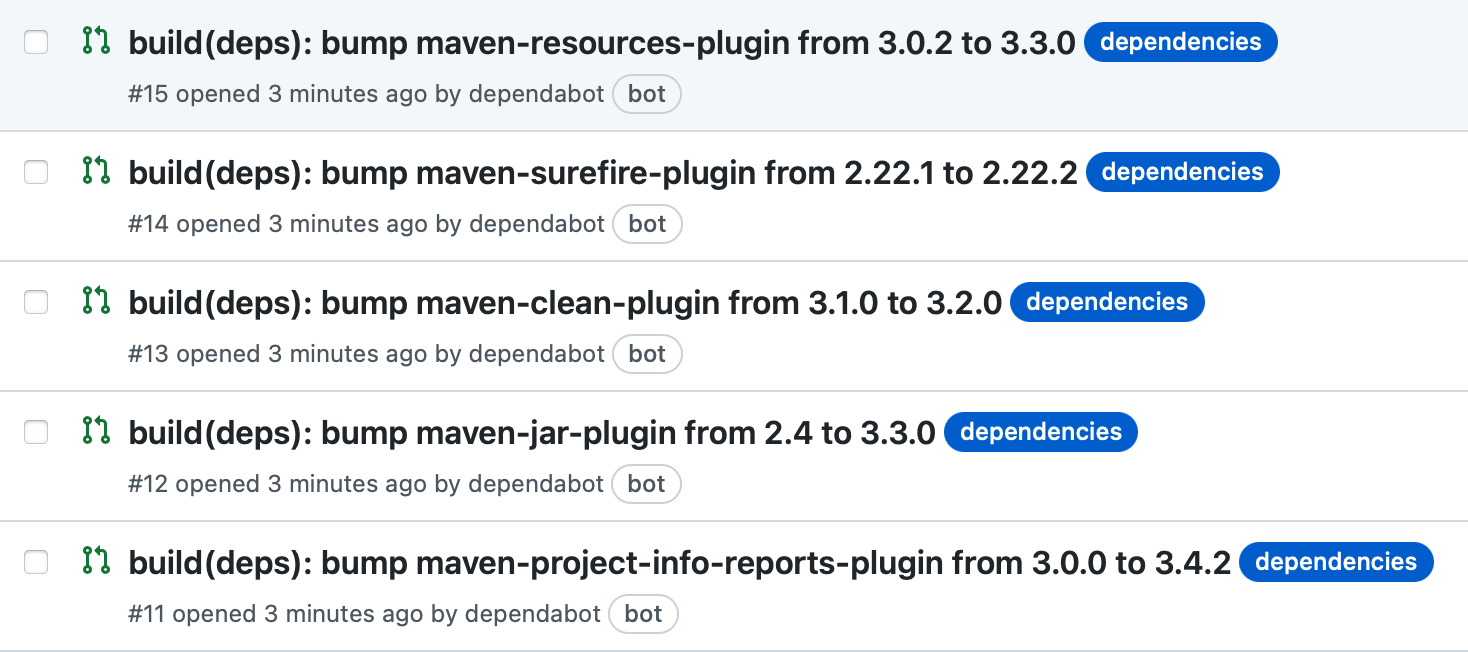 build(deps): bump maven-resources-plugin from 3.0.2 to 3.3.0 dependencies
#15 opened 3 minutes ago by dependabot bot
build(deps): bump maven-surefire-plugin from 2.22.1 to 2.22.2 dependencies
#14 opened 3 minutes ago by dependabot bot
build(deps): bump maven-clean-plugin from 3.1.0 to 3.2.0 dependencies
#13 opened 3 minutes ago by dependabot bot
build(deps): bump maven-jar-plugin from 2.4 to 3.3.0 dependencies
#12 opened 3 minutes ago by dependabot bot
build(deps): bump maven-project-info-reports-plugin from 3.0.0 to 3.4.2 dependencies
#11 opened 3 minutes ago by dependabot bot